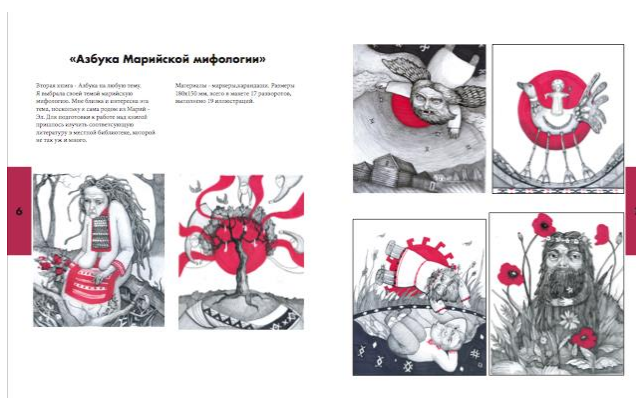 «Азбука Марийской мифологии»
Вторая книга - Азбука на любую тему.
Я выбрала своей темой марийскую
мифологию. Мне близка и интересна эта
тема, поскольку я сама родом из Марий -
Эл. Для подготовки к работе над книгой
пришлось изучить соответсвующую
литературу в местной библиотеке, которой
не так уж и много.
Материалы - маркеры,карандаши. Размеры
180х150 мм, всего в макете 17 разворотов,
выполнено 19 иллюстраций.
6